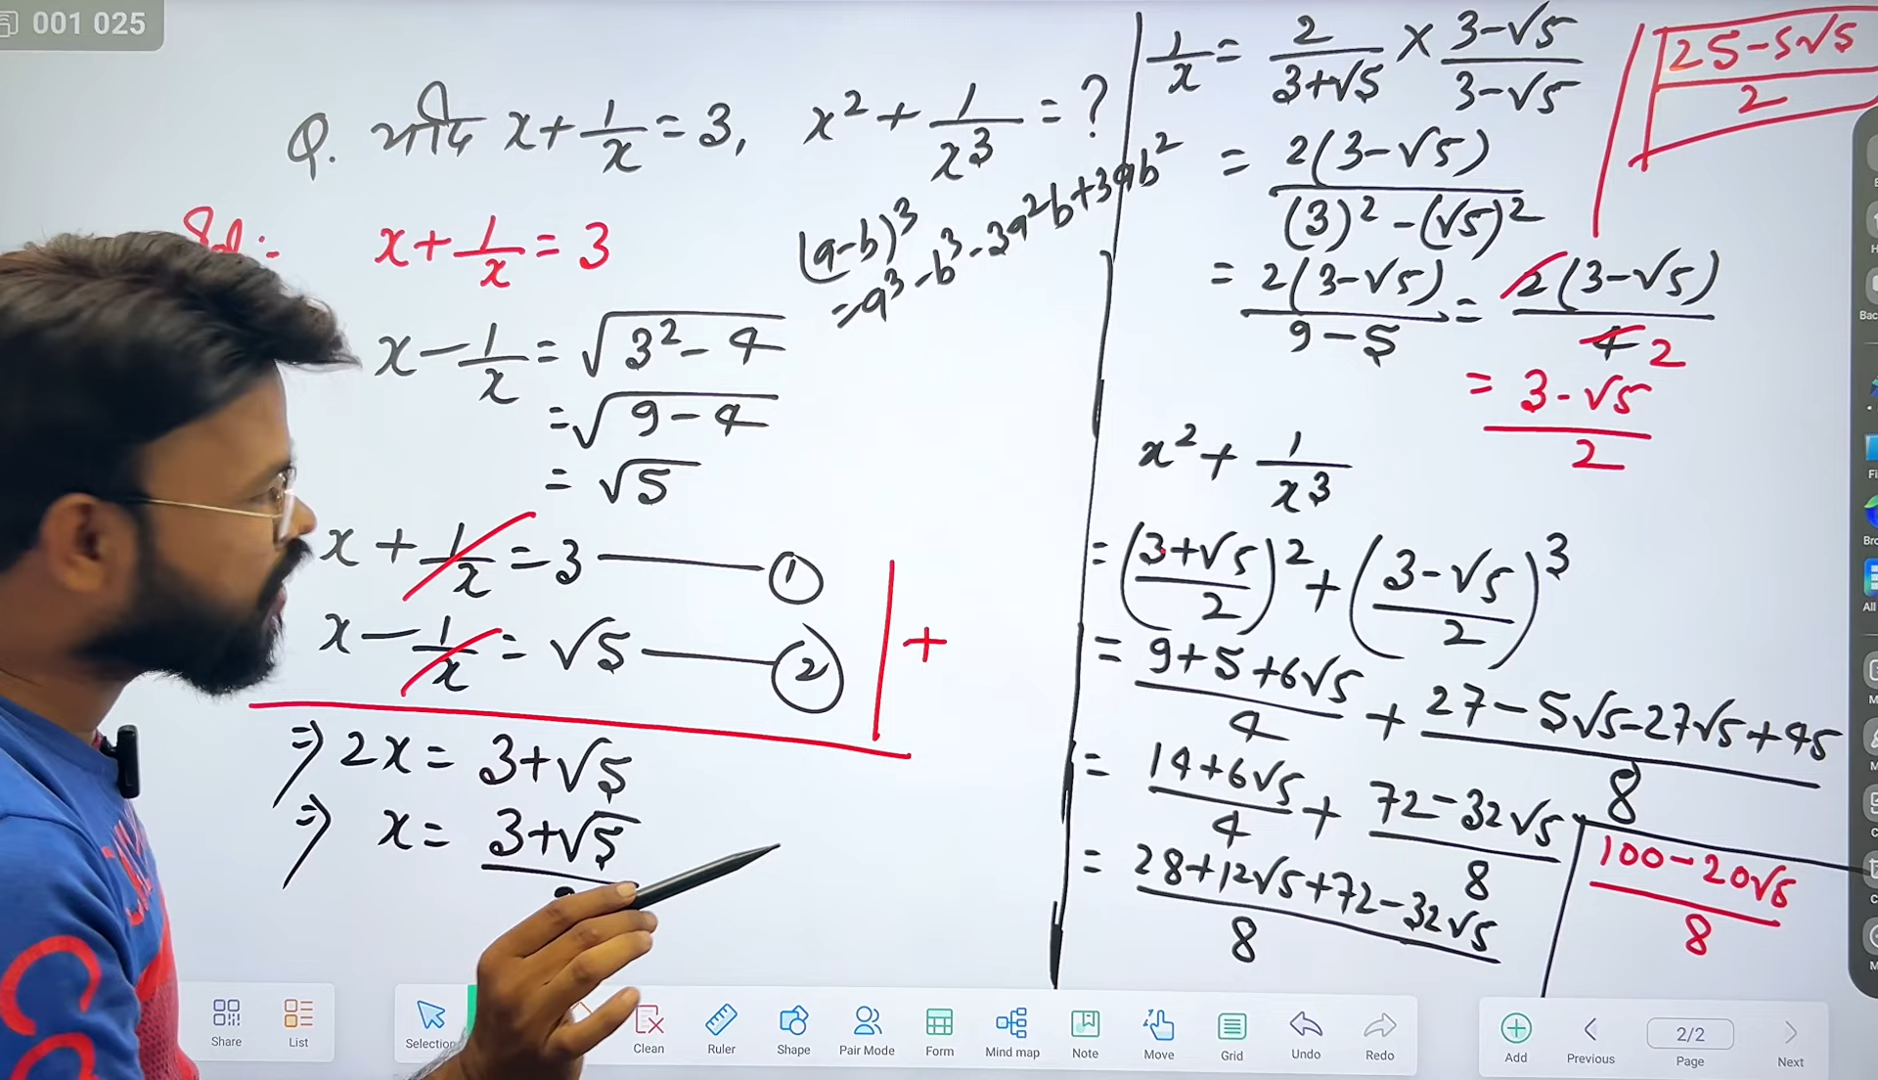 001 025
Q. यदि x+1/x=3, x²+1/x³=?
Sol:-
x+1/x=3
x-1/x=√(3²-4)
=√(9-4)
=√5
x+1/x=3 ——— ①
x-1/x=√5 ——— ②
+
⇒ 2x=3+√5
⇒ x=3+√5
(a-b)³
=a³-b³-3a²b+3ab²
1/x=2/(3+√5)×(3-√5)/(3-√5)
=2(3-√5)/((3)²-(√5)²)
=2(3-√5)/(9-5)=2(3-√5)/4 2
=(3-√5)/2
x²+1/x³
=((3+√5)/2)²+((3-√5)/2)³
=(9+5+6√5)/4+(27-5√5-27√5+45)/8
=(14+6√5)/4+(72-32√5)/8
=(28+12√5+72-32√5)/8
(100-20√5)/8
(25-5√5)/2
Share
List
Selection
Clean
Ruler
Shape
Pair Mode
Form
Mind map
Note
Move
Grid
Undo
Redo
Add
Previous
2/2
Page
Next
Bac
Fi
Bro
All